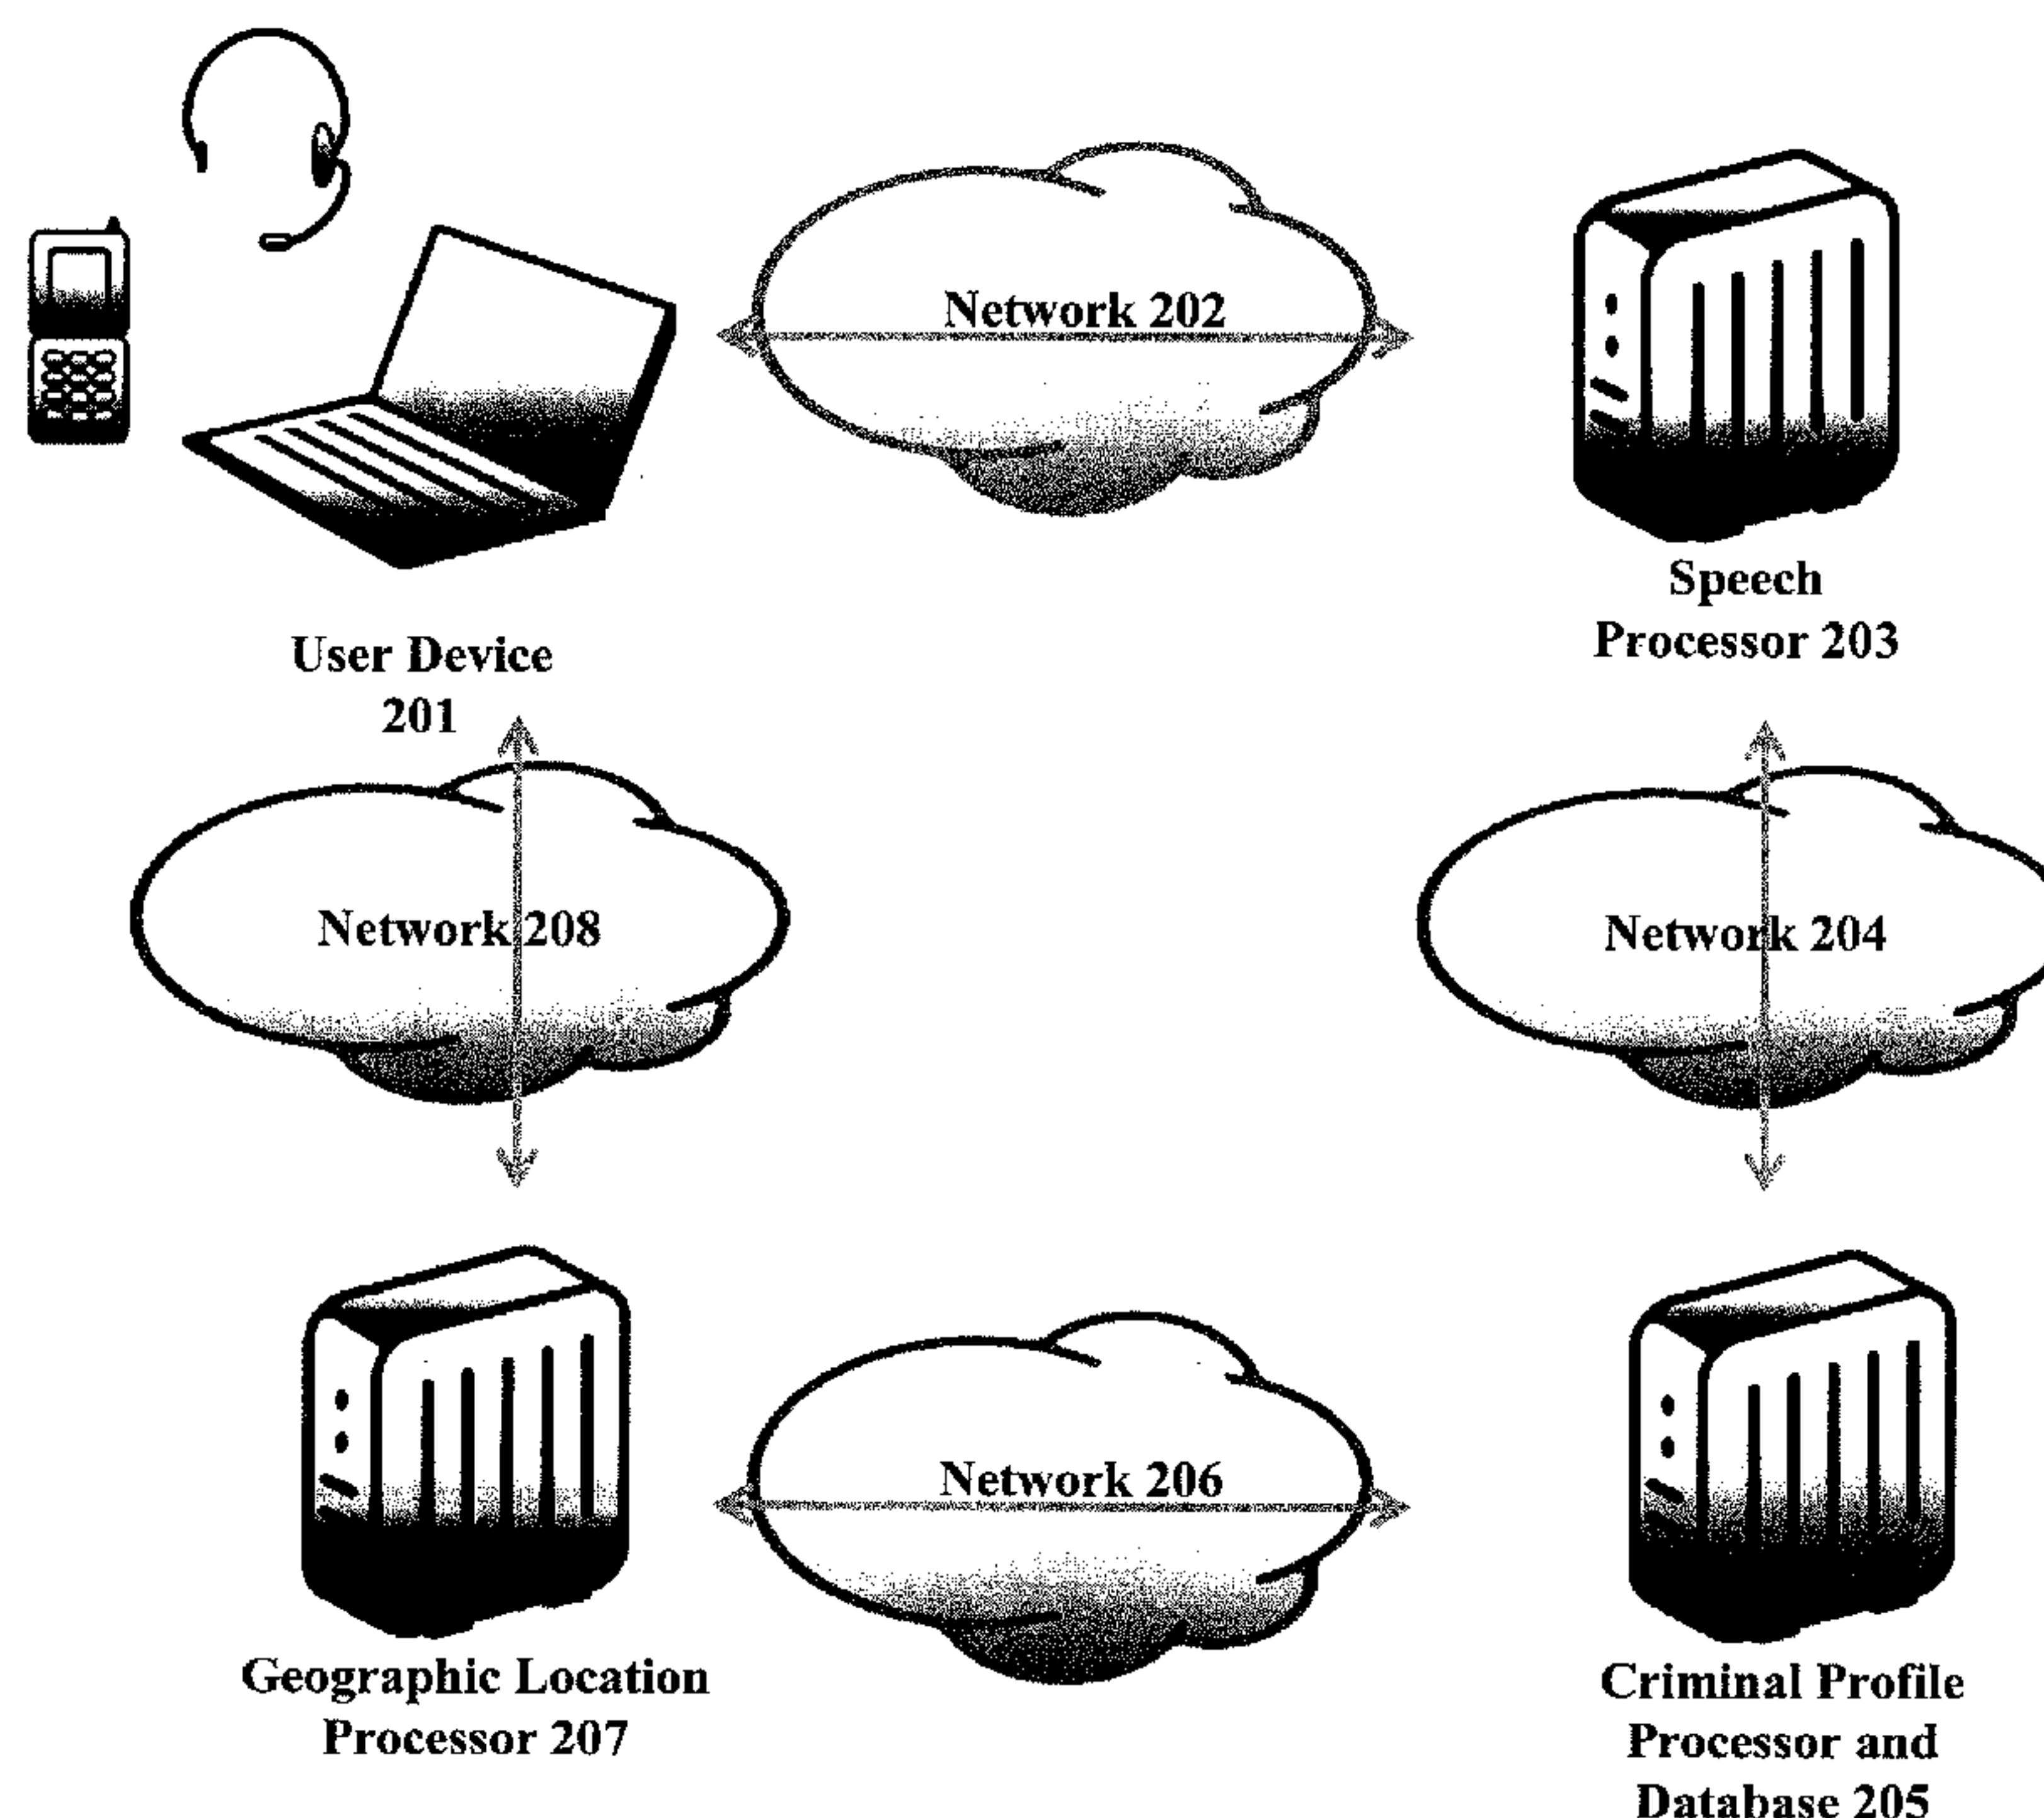 Network 202
Speech
Processor 203
User Device
201
Network 208
Network 204
Network 206
Geographic Location
Processor 207
Criminal Profile
Processor and
Database 205